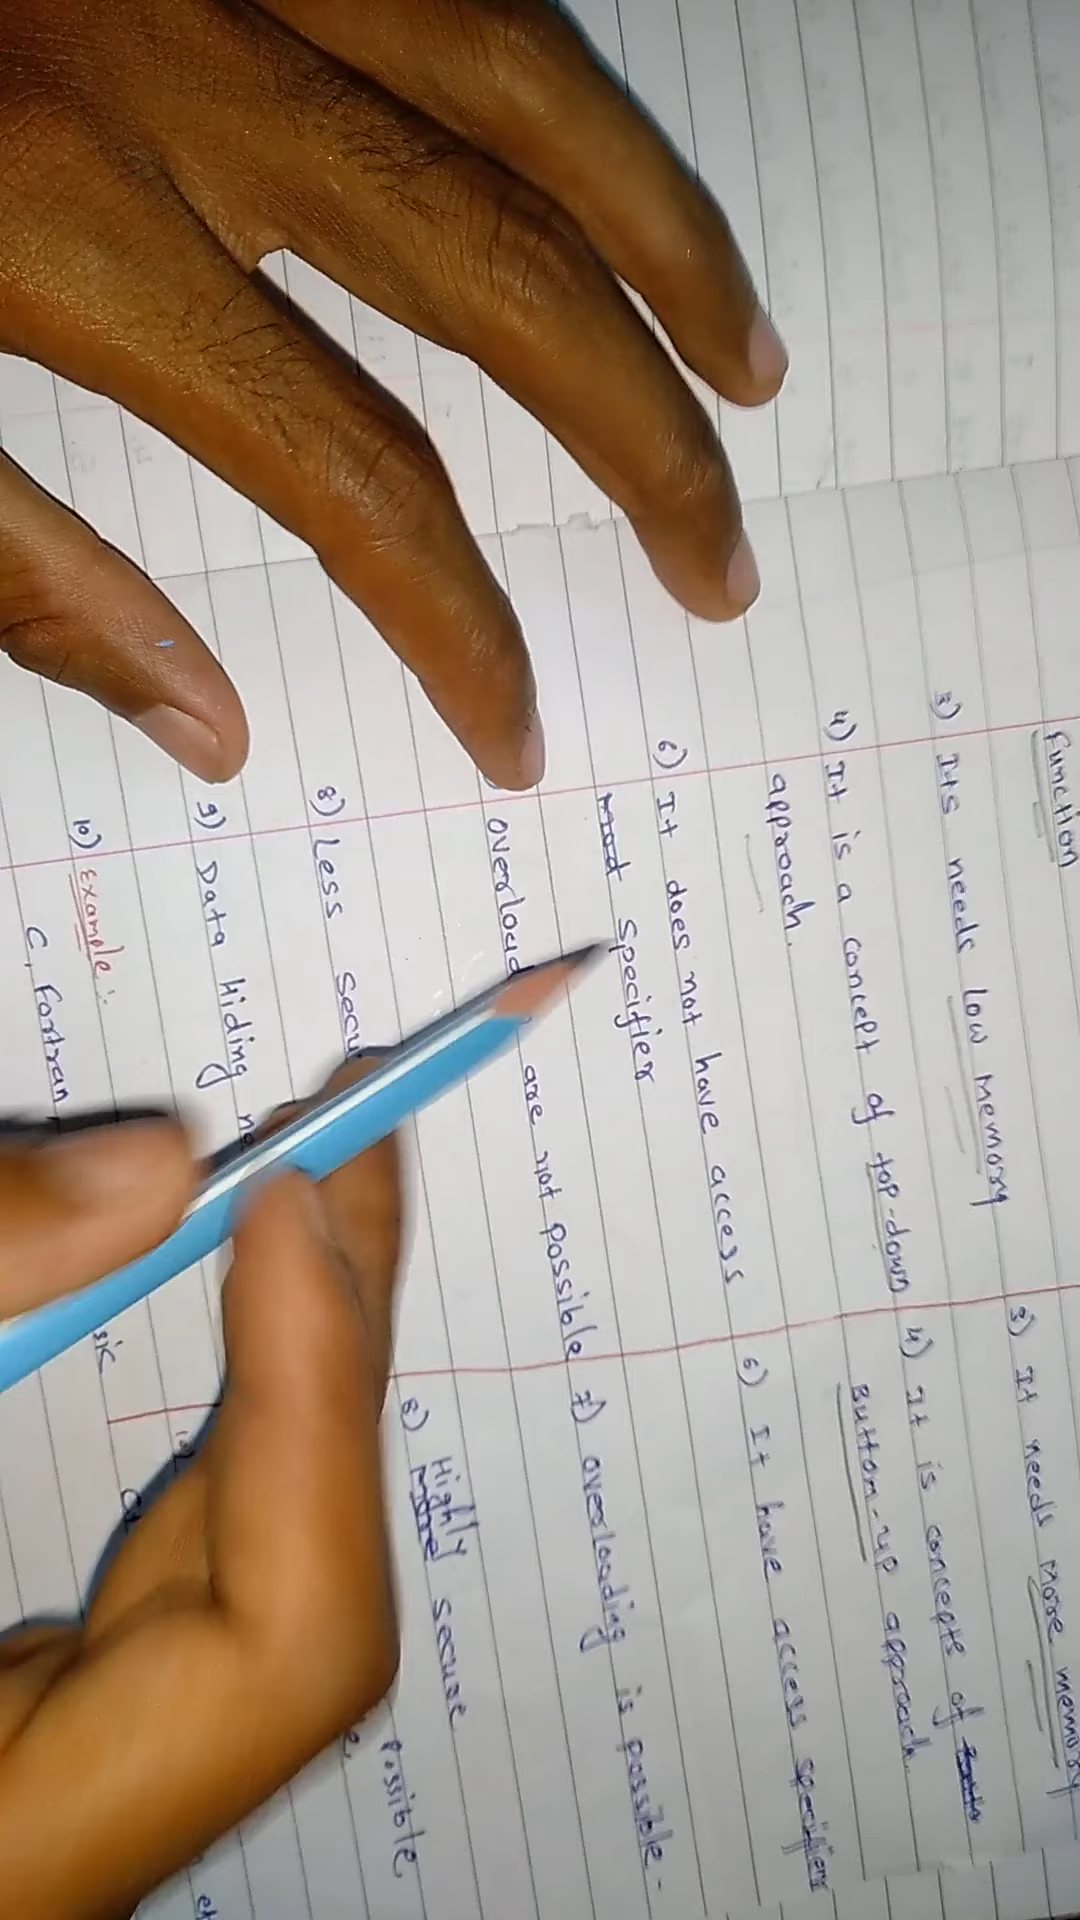 Function
3) Its needs low memory
4) It is a concept of top-down
approach.
6) It does not have access
specifier
overload are not possible
8) Less secu
9) Data Hiding no
10) Example :-
C, Fortran,
sic
3) It needs more memory
4) It is concepts of
Buttom-up approach.
6) It have access specifiers
7) overloading is possible -
8) Highly secure
possible